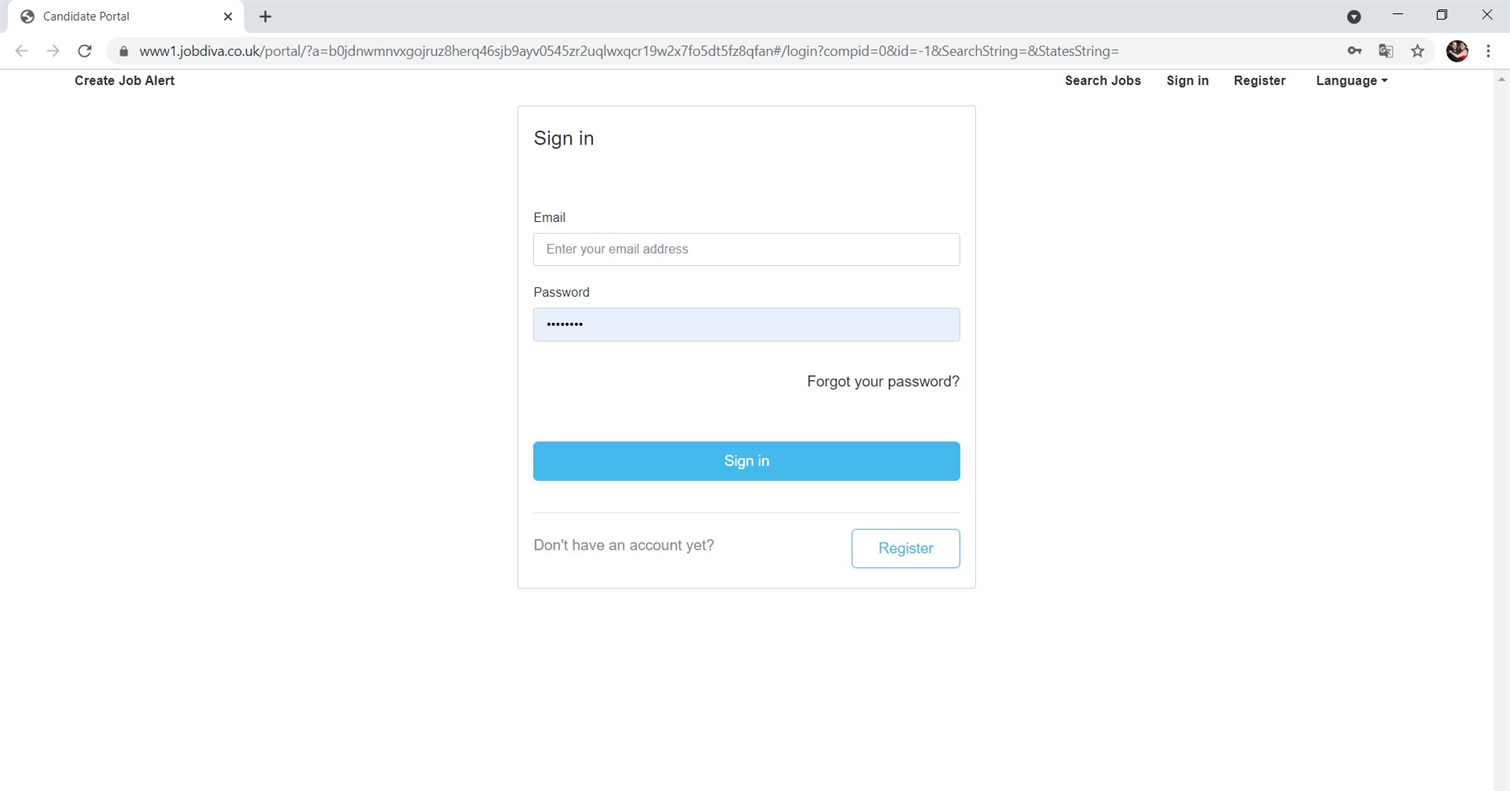 Candidate Portal
www1.jobdiva.co.uk/portal/?a=b0jdnwmnvxgojruz8herq46sjb9ayv0545zr2uqlwxqcr19w2x7fo5dt5fz8qfan#/login?compid=0&id=-1&SearchString=&StatesString=
Create Job Alert Search Jobs Sign in Register Language
Sign in
Email
Enter your email address
Password
••••••••
Forgot your password?
Sign in
Don't have an account yet? Register